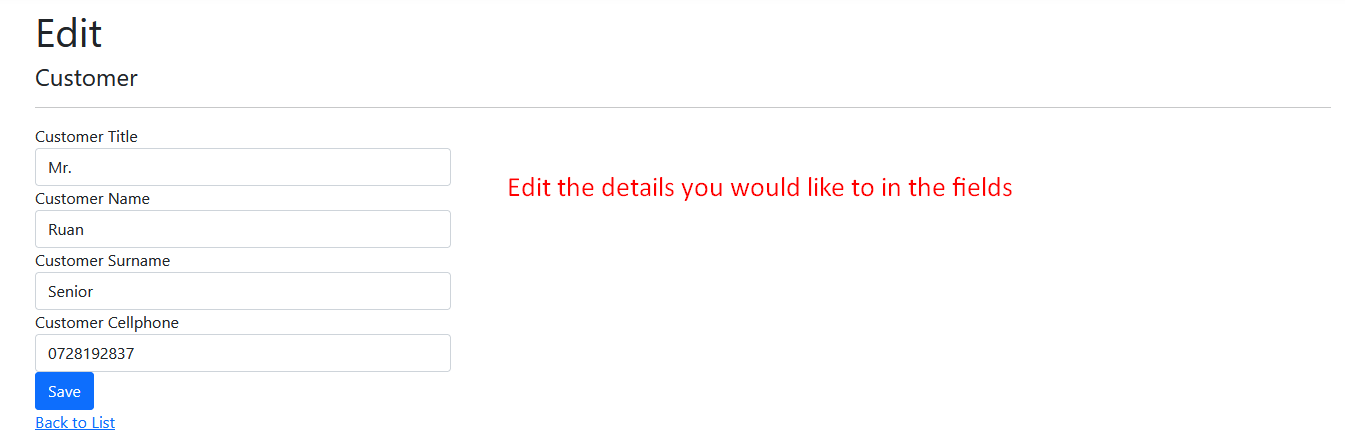 Edit
Customer
Customer Title
Mr.
Edit the details you would like to in the fields
Customer Name
Ruan
Customer Surname
Senior
Customer Cellphone
0728192837
Save
Back to List